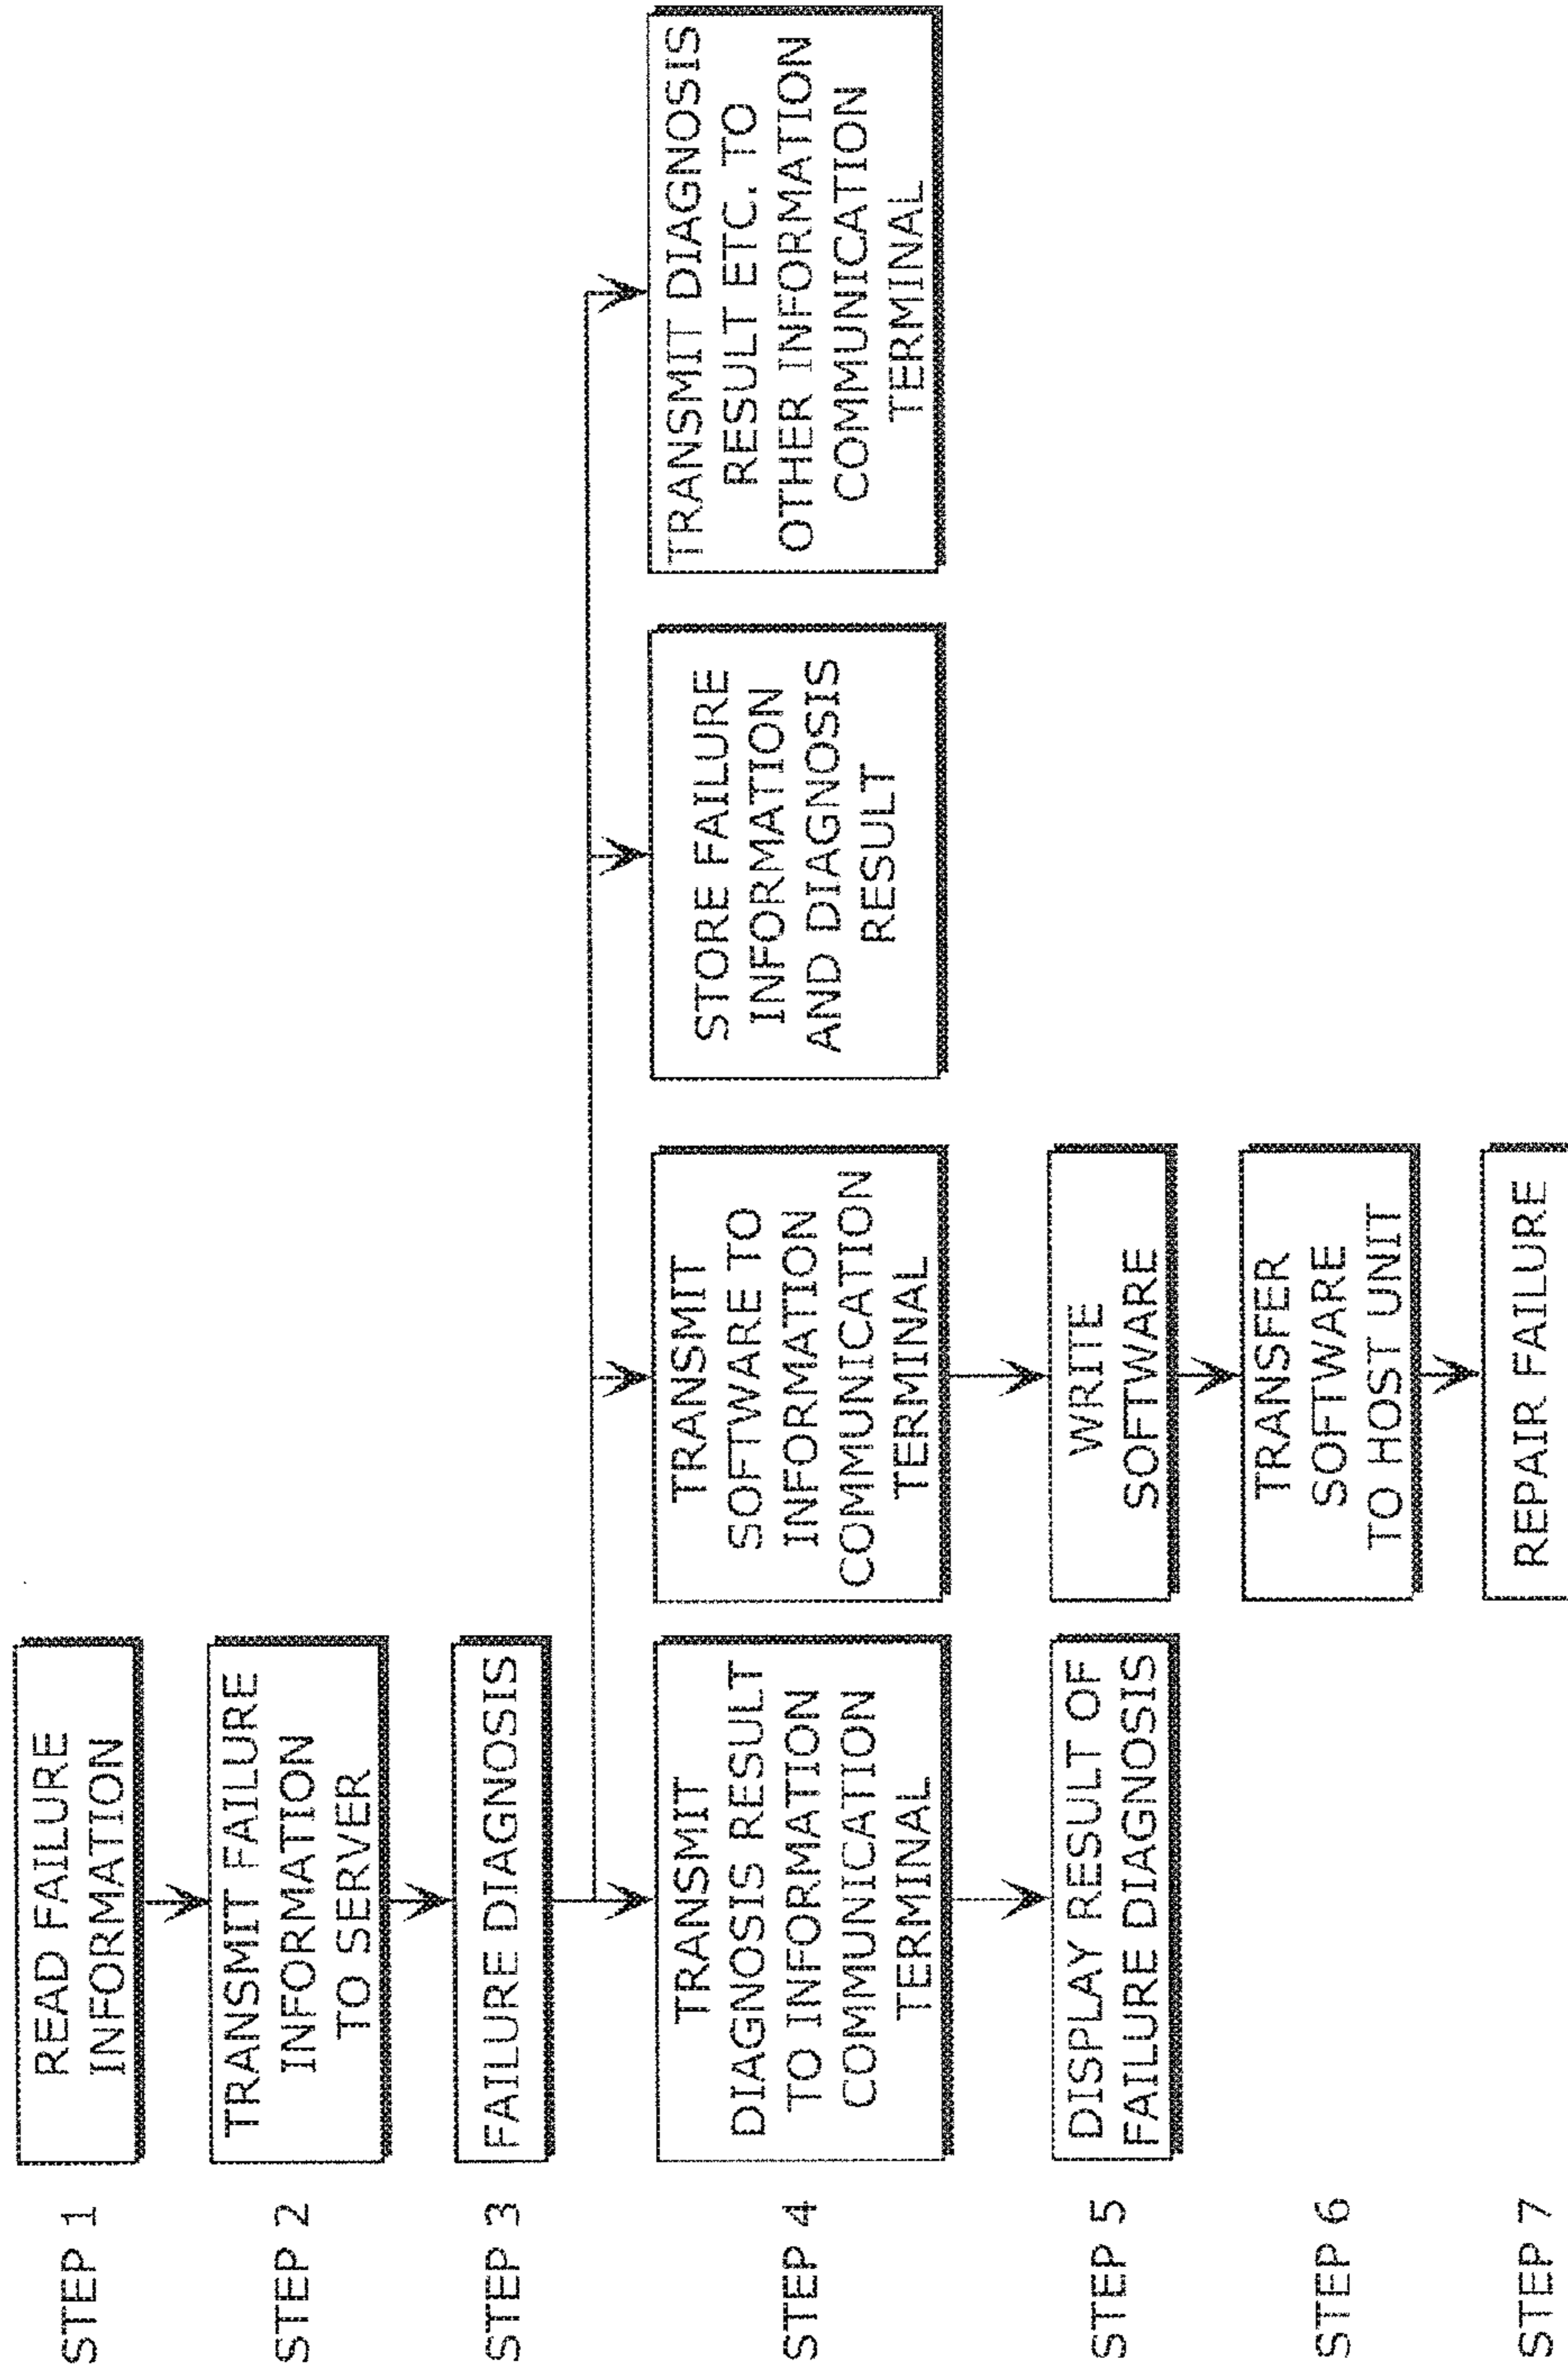 STEP 1
READ FAILURE
INFORMATION
STEP 2
TRANSMIT FAILURE
INFORMATION
TO SERVER
STEP 3
FAILURE DIAGNOSIS
STEP 4
TRANSMIT
DIAGNOSIS RESULT
TO INFORMATION
COMMUNICATION
TERMINAL
TRANSMIT
SOFTWARE TO
INFORMATION
COMMUNICATION
TERMINAL
STORE FAILURE
INFORMATION
AND DIAGNOSIS
RESULT
TRANSMIT DIAGNOSIS
RESULT ETC. TO
OTHER INFORMATION
COMMUNICATION
TERMINAL
STEP 5
DISPLAY RESULT OF
FAILURE DIAGNOSIS
WRITE
SOFTWARE
STEP 6
TRANSFER
SOFTWARE
TO HOST UNIT
STEP 7
REPAIR FAILURE